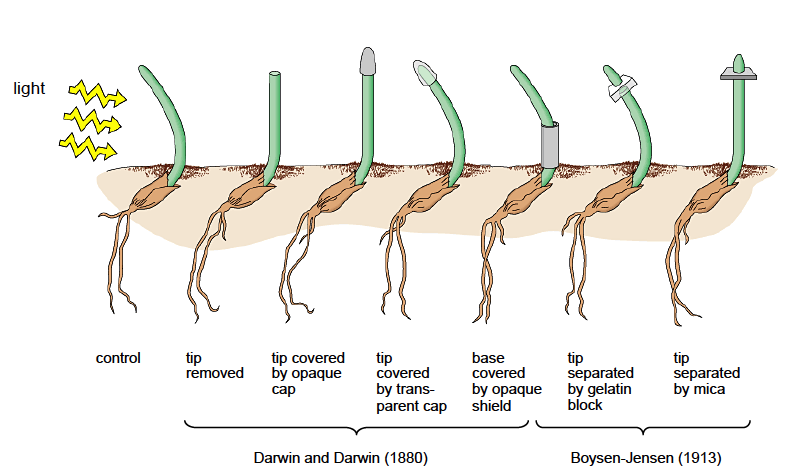 light
control
tip
removed
tip covered
by opaque
cap
tip
covered
by trans-
parent cap
base
covered
by opaque
shield
tip
separated
by gelatin
block
tip
separated
by mica
Darwin and Darwin (1880)
Boysen-Jensen (1913)